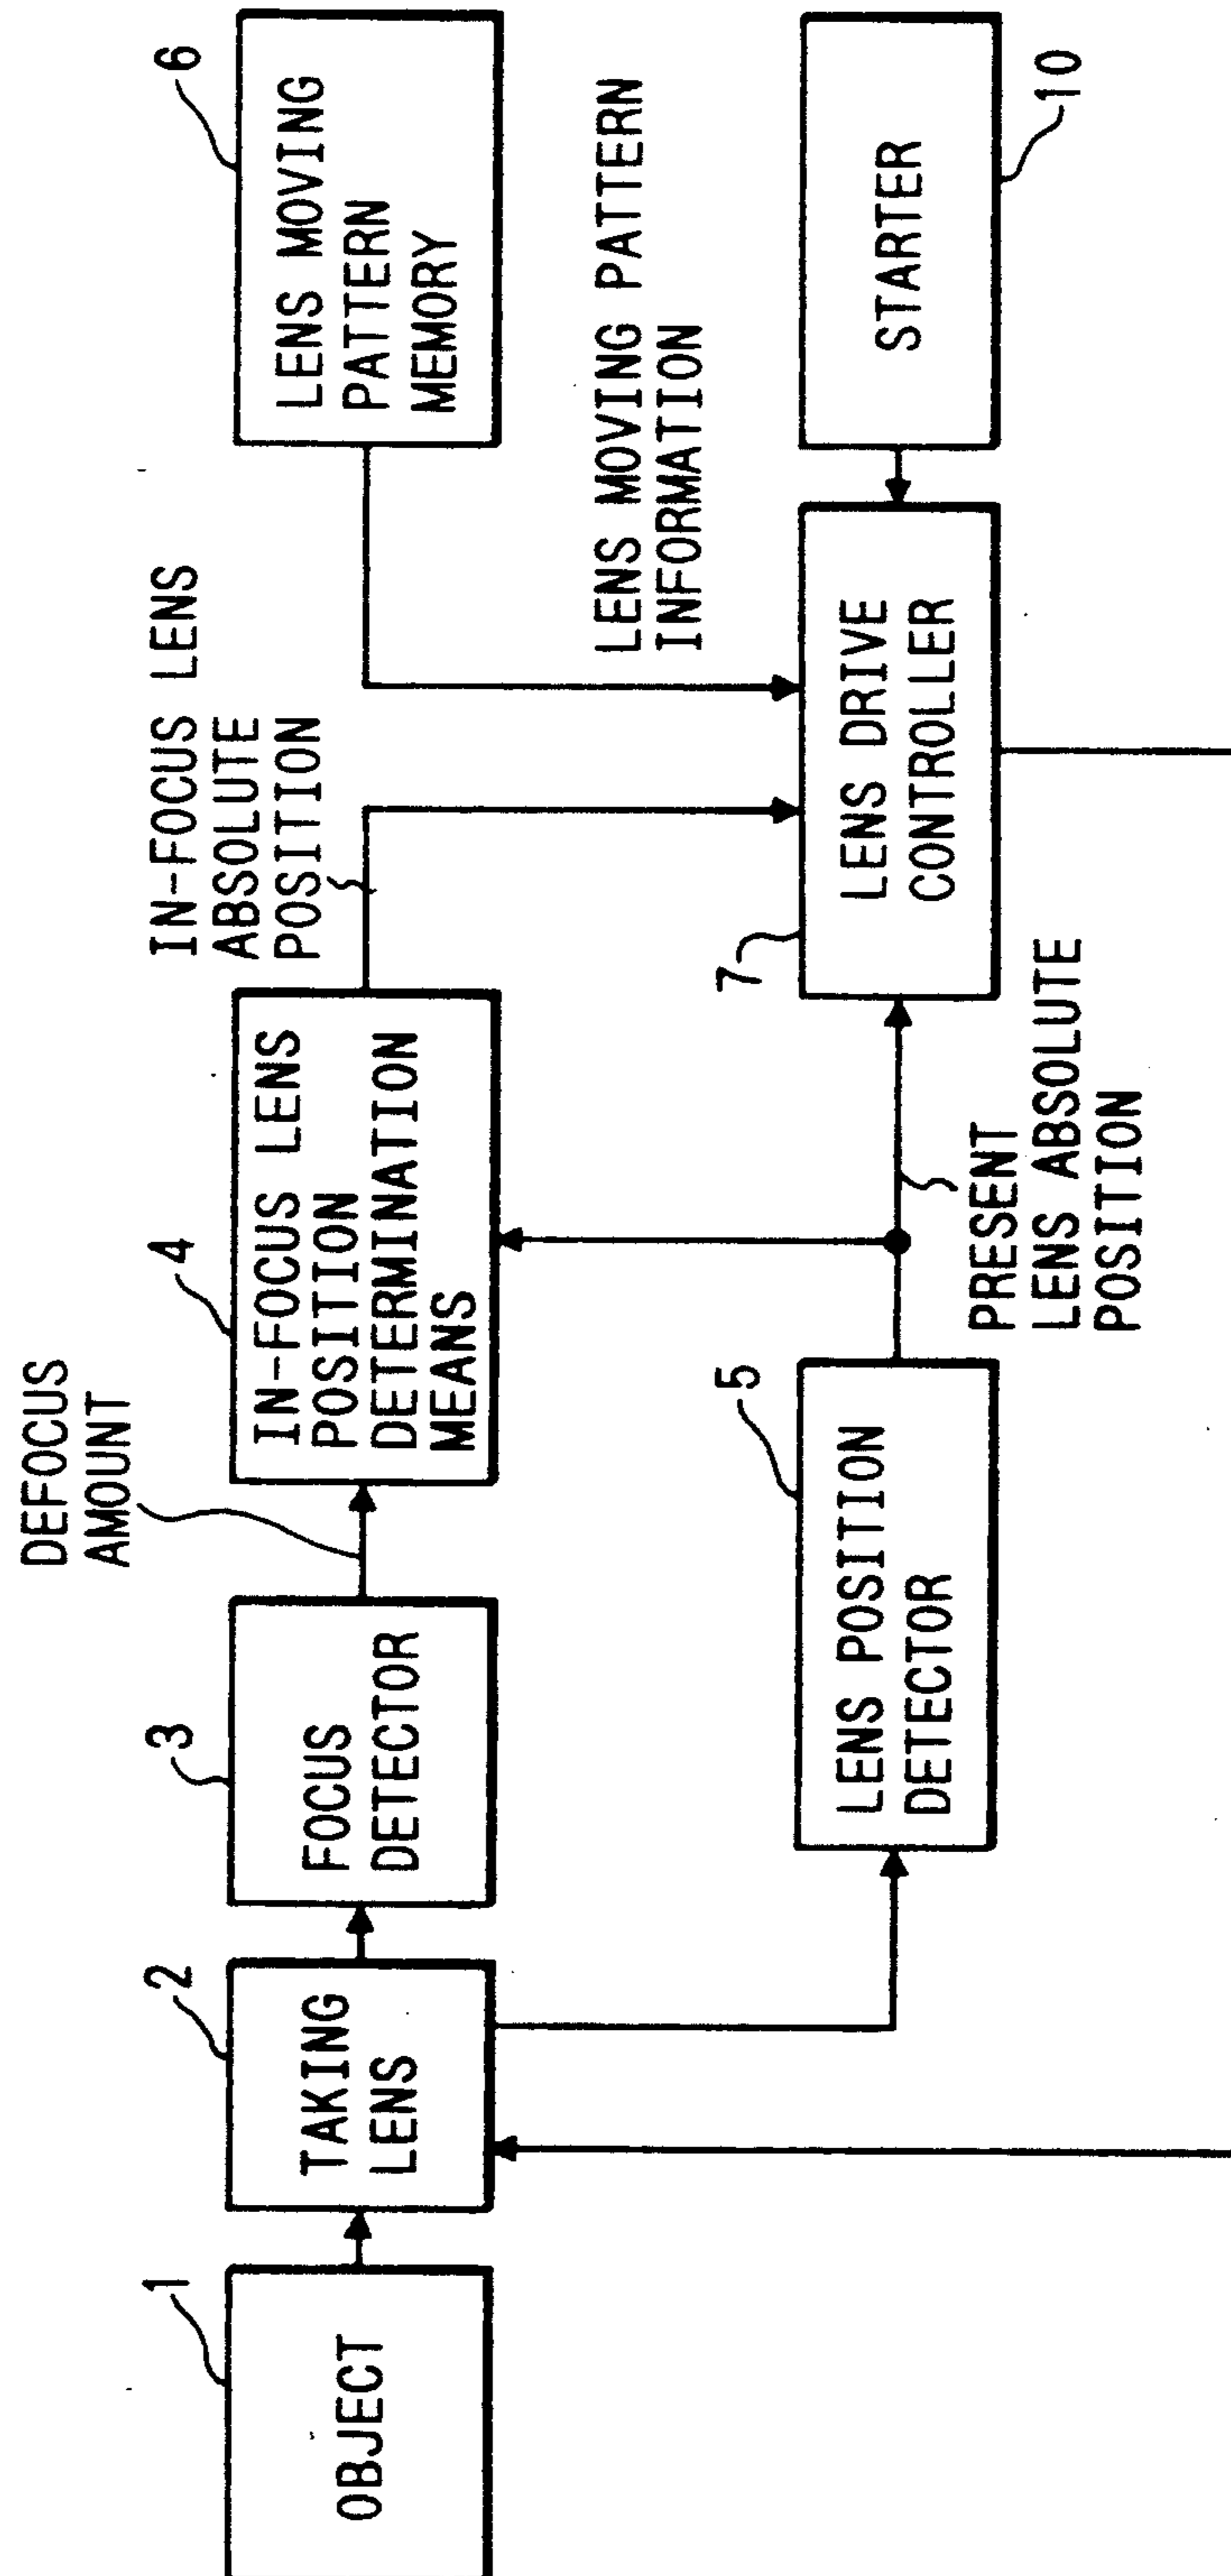 DEFOCUS
AMOUNT
IN-FOCUS LENS
ABSOLUTE
POSITION
1
2
3
4
6
OBJECT
TAKING
LENS
FOCUS
DETECTOR
IN-FOCUS LENS
POSITION
DETERMINATION
MEANS
LENS MOVING
PATTERN
MEMORY
LENS MOVING PATTERN
INFORMATION
5
7
LENS POSITION
DETECTOR
LENS DRIVE
CONTROLLER
STARTER
PRESENT
LENS ABSOLUTE
POSITION
10